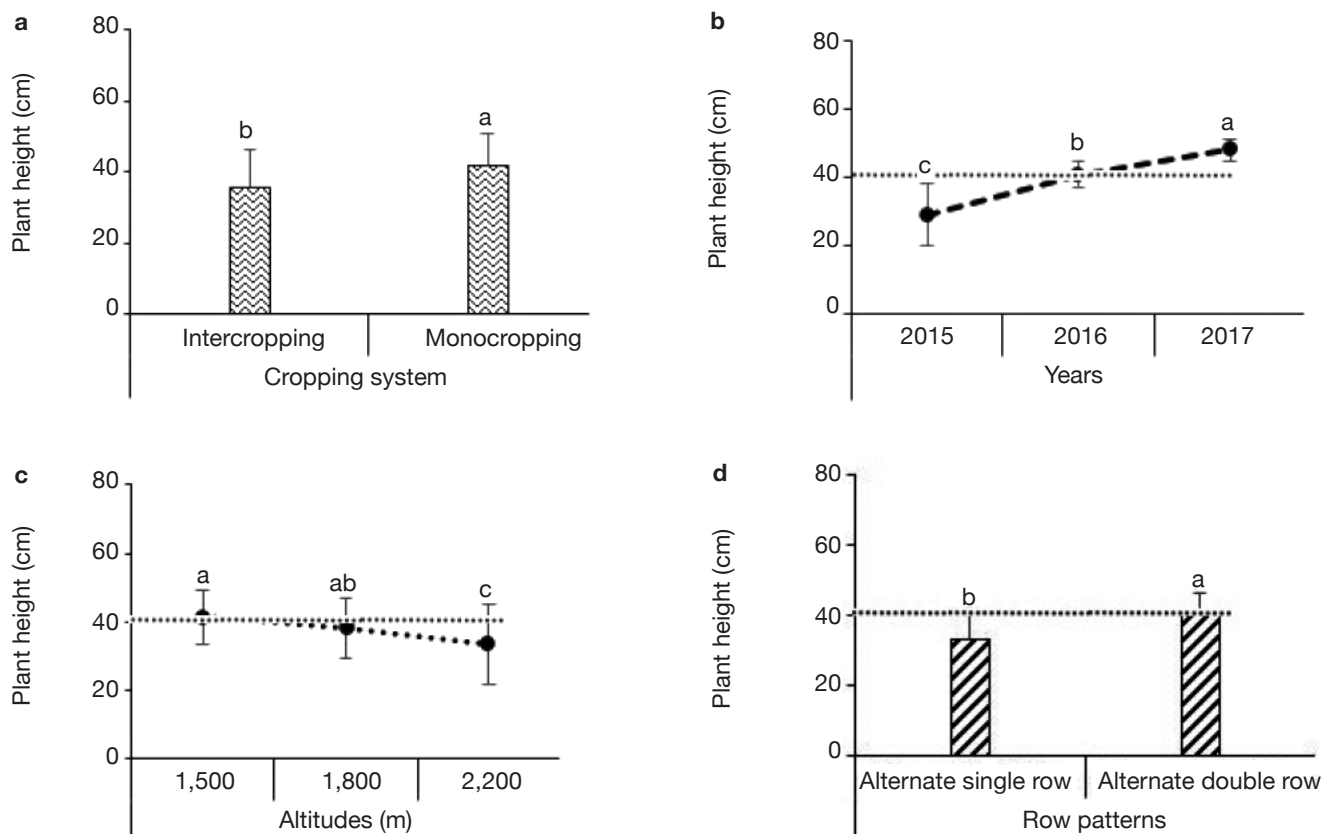 a
Plant height (cm)
80
60
40
20
0
b
a
Intercropping
Monocropping
Cropping system
b
Plant height (cm)
80
60
40
20
0
c
b
a
2015
2016
2017
Years
c
Plant height (cm)
80
60
40
20
0
a
ab
c
1,500
1,800
2,200
Altitudes (m)
d
Plant height (cm)
80
60
40
20
0
b
a
Alternate single row
Alternate double row
Row patterns